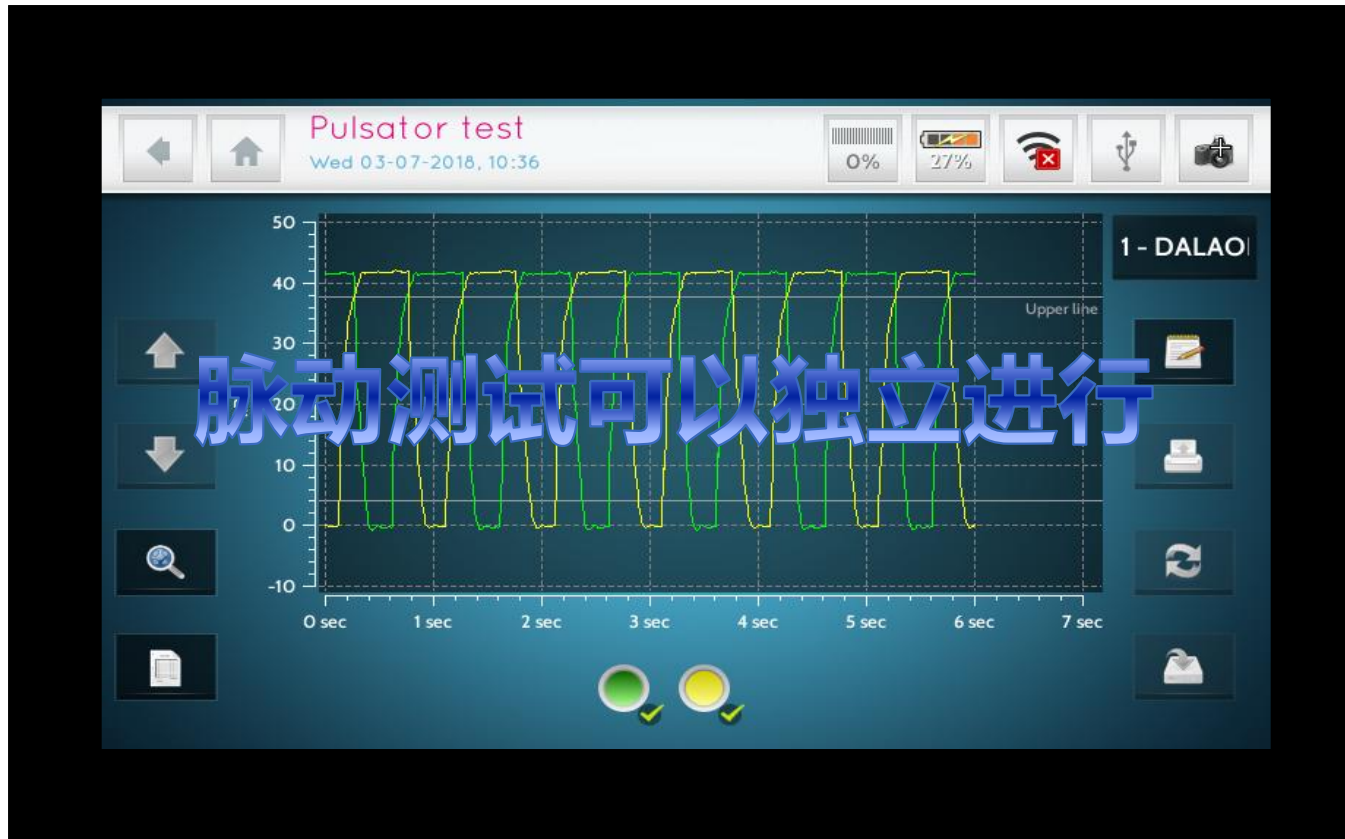 Pulsator test
Wed 03-07-2018, 10:36
0%
27%
1 - DALAO
50
40
Upper line
30
脉动测试可以独立进行
20
10
0
-10
0 sec 1 sec 2 sec 3 sec 4 sec 5 sec 6 sec 7 sec